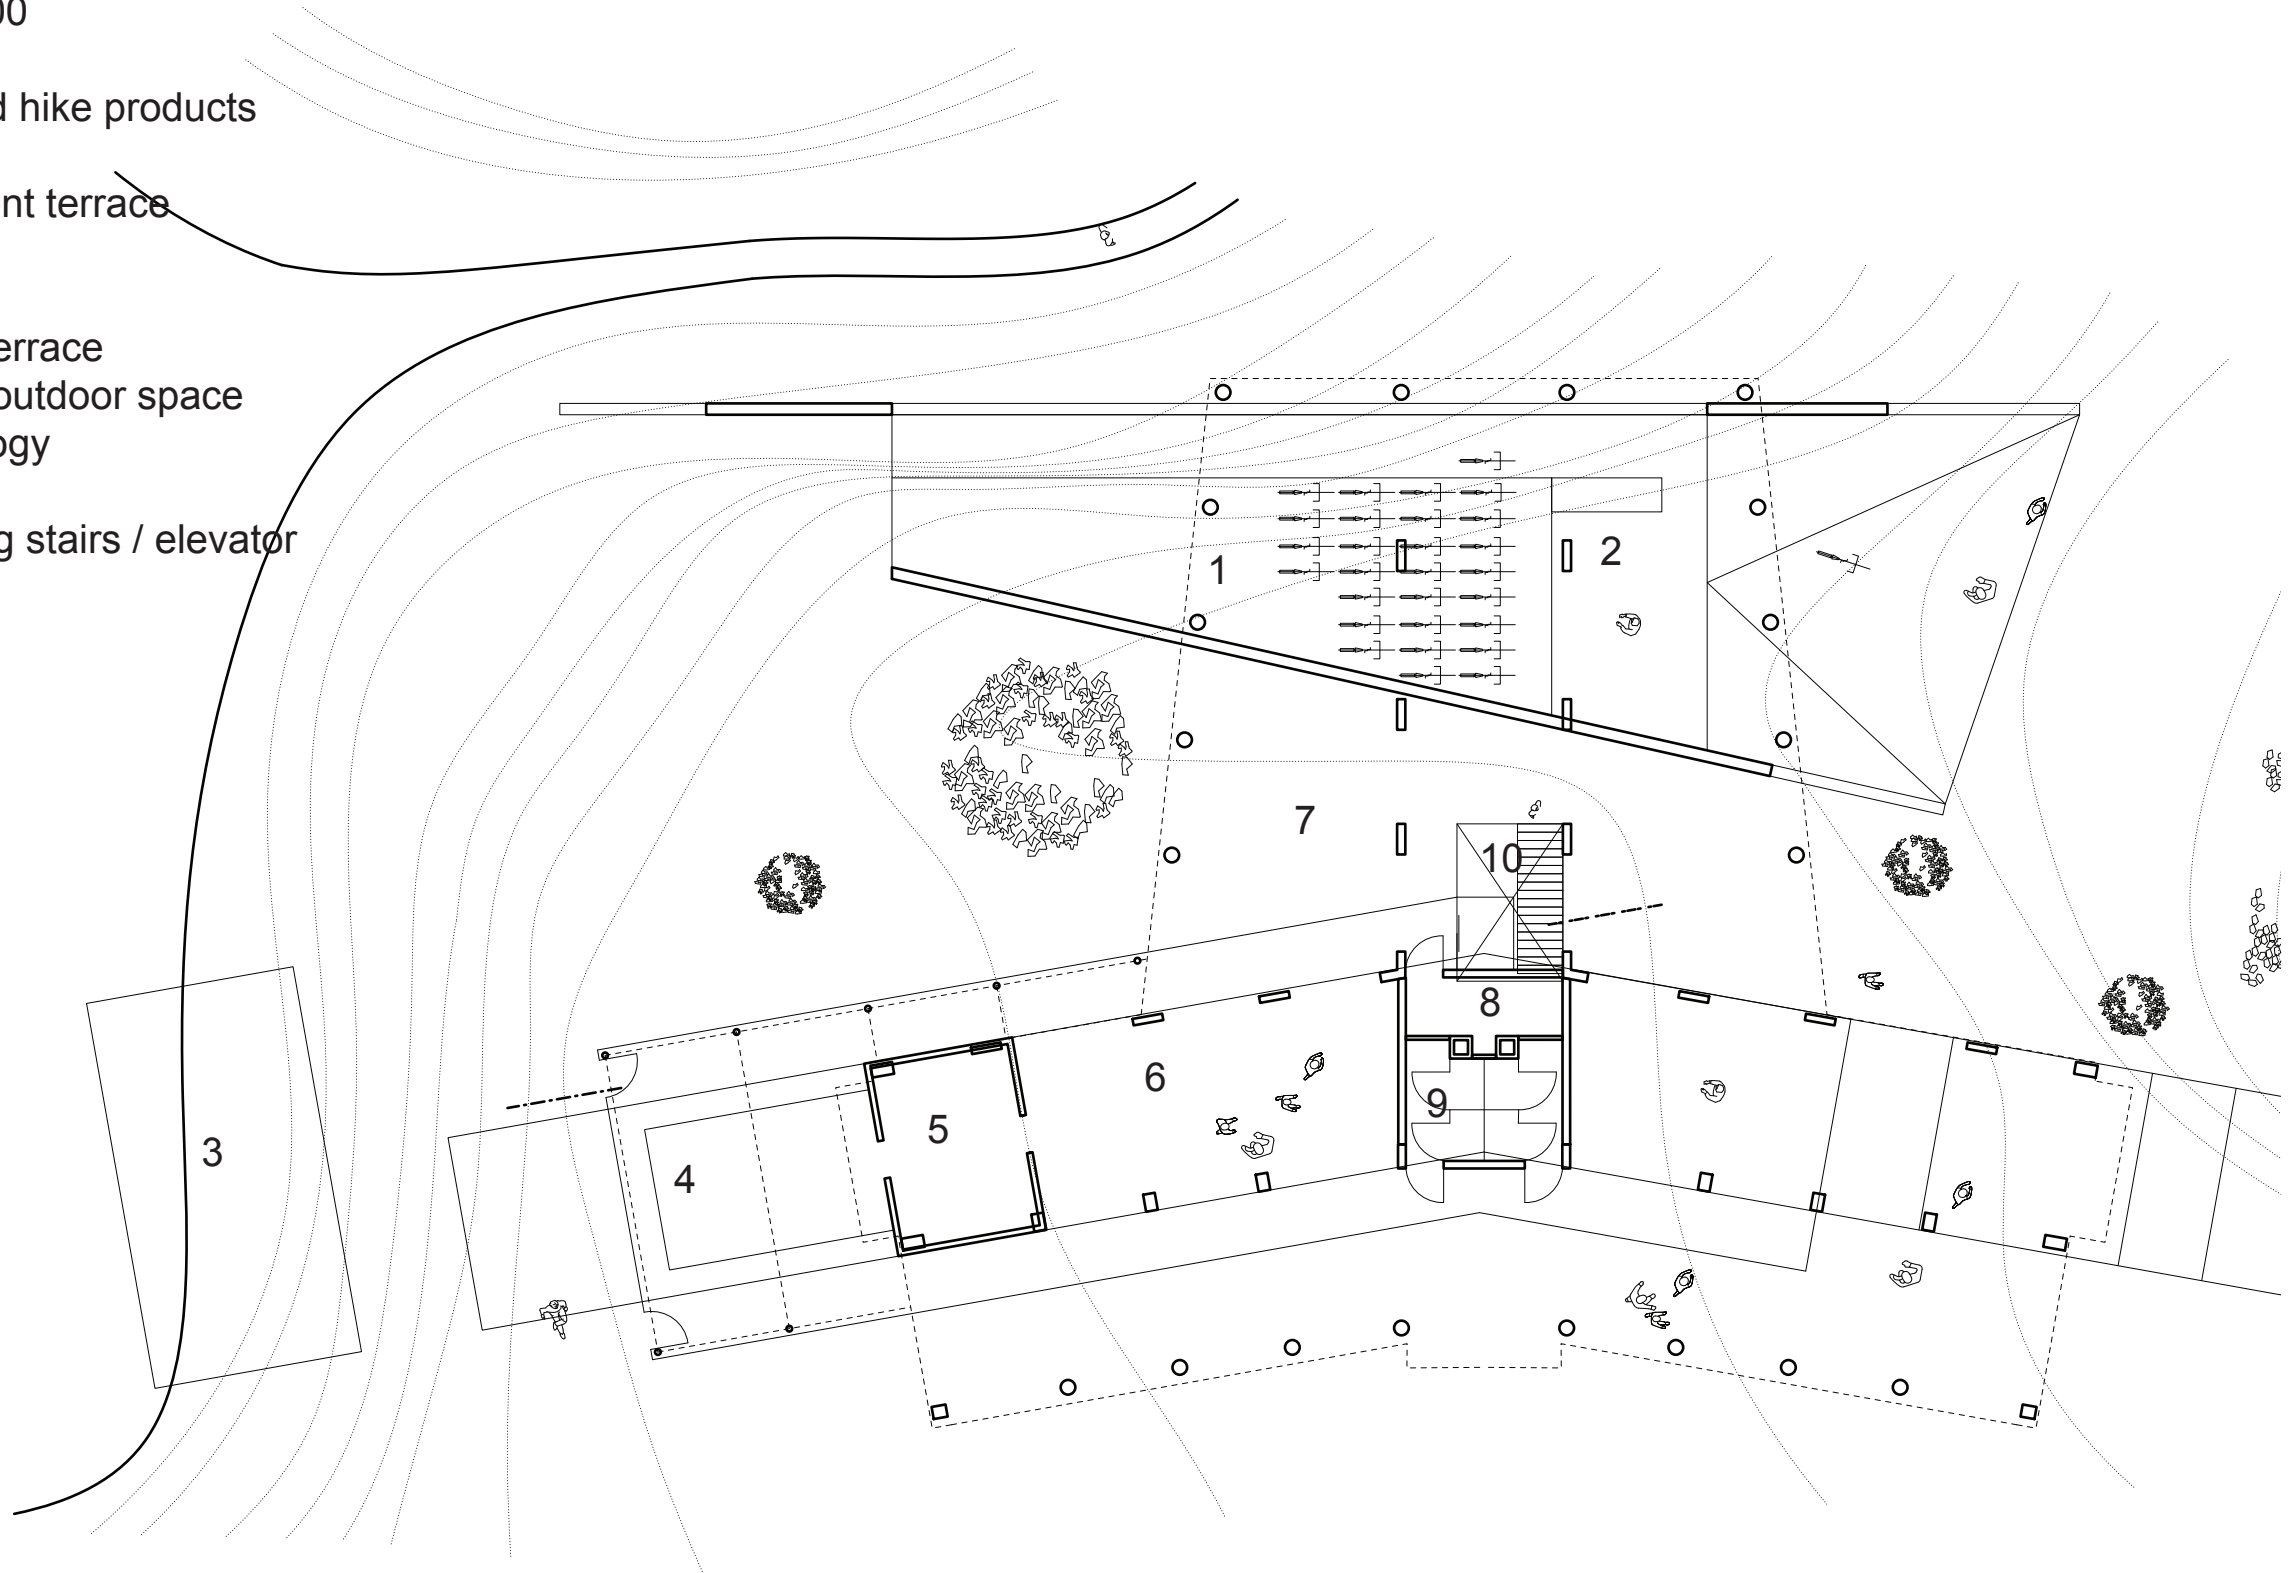 00
d hike products
nt terrace
errace
outdoor space
ogy
g stairs / elevator
1
2
7
10
8
3
4
5
6
9